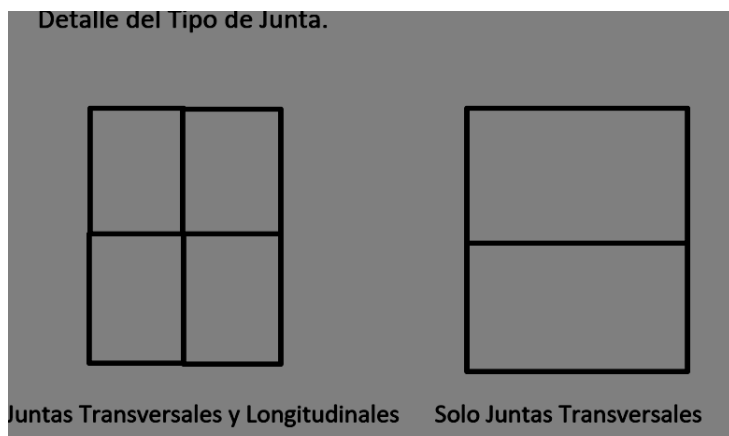 Detalle del Tipo de Junta.
Juntas Transversales y Longitudinales
Solo Juntas Transversales